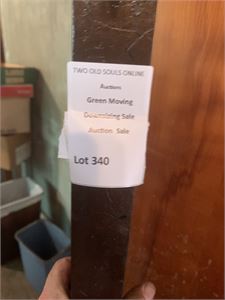 TWO OLD SOULS ONLINE
Auctions
Green Moving
Downsizing Sale
Auction Sale
Lot 340